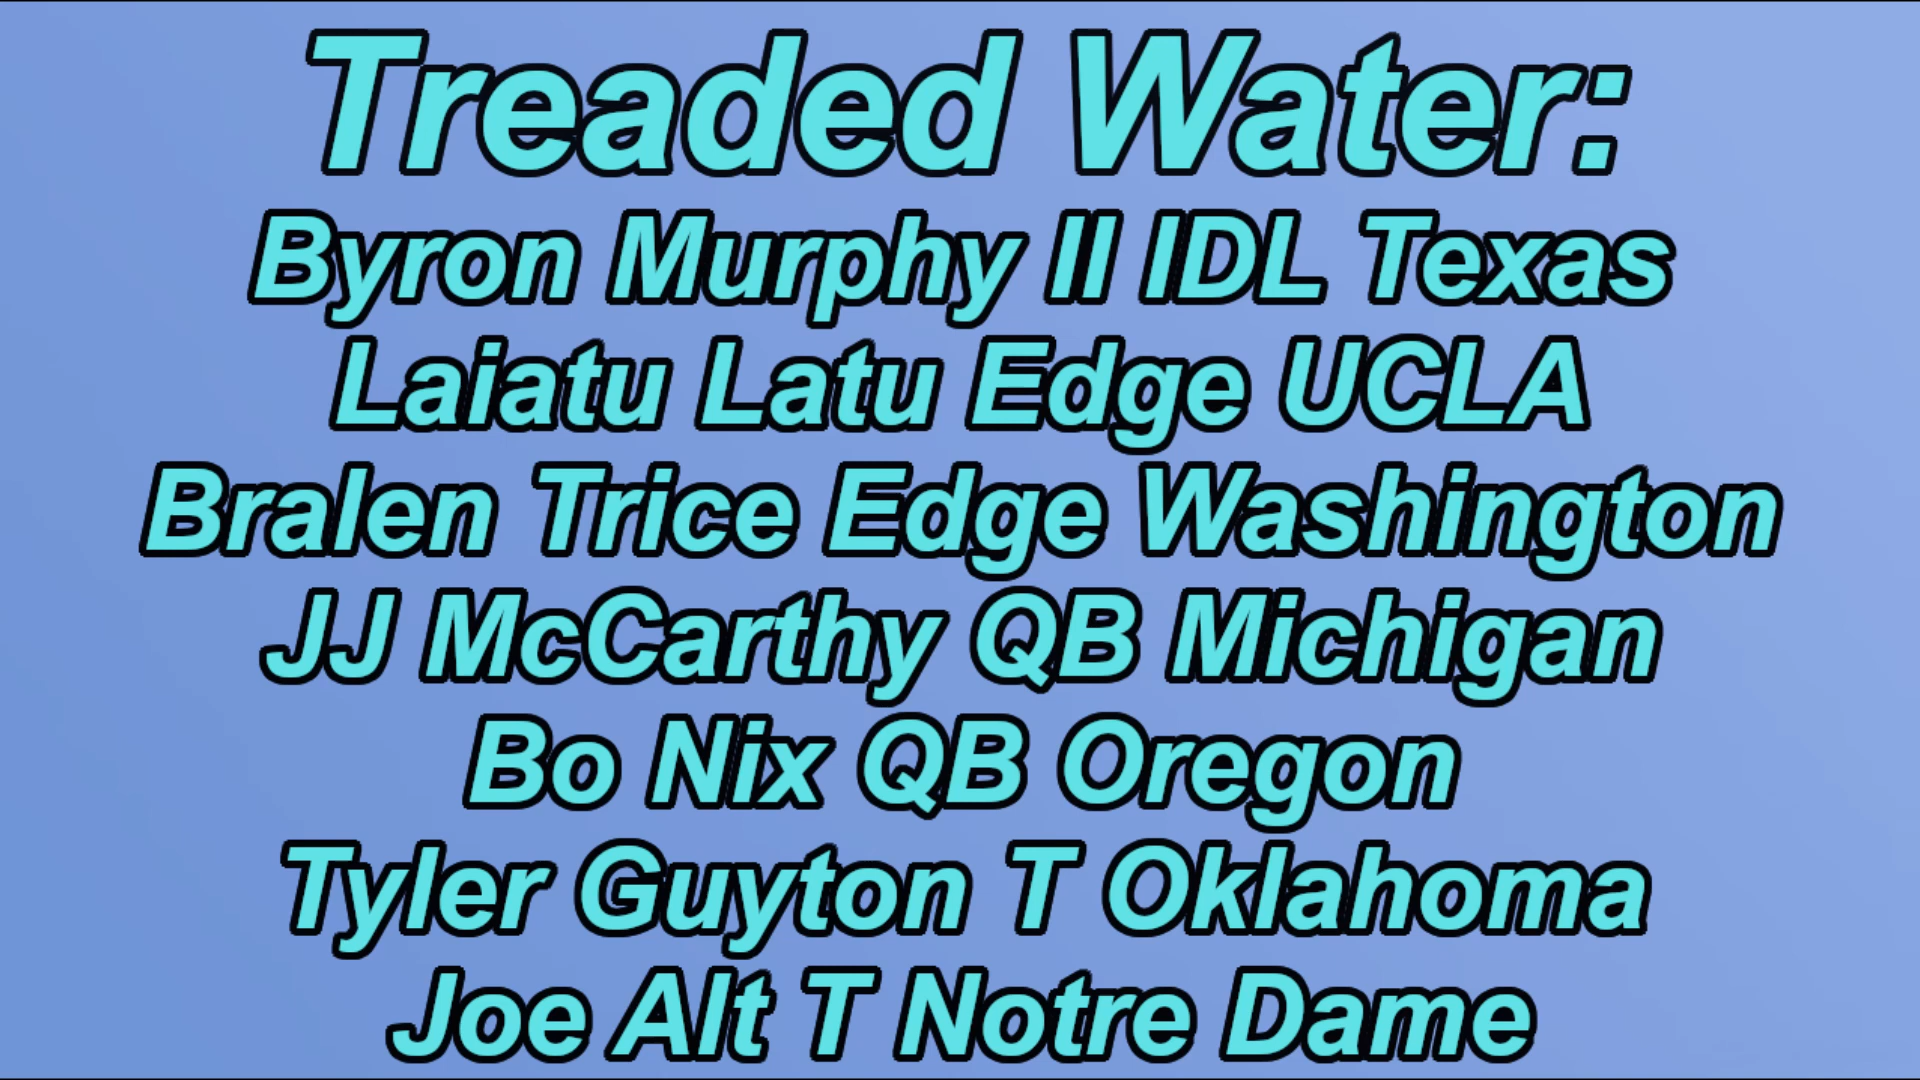 Treaded Water:
Byron Murphy II IDL Texas
Laiatu Latu Edge UCLA
Bralen Trice Edge Washington
JJ McCarthy QB Michigan
Bo Nix QB Oregon
Tyler Guyton T Oklahoma
Joe Alt T Notre Dame